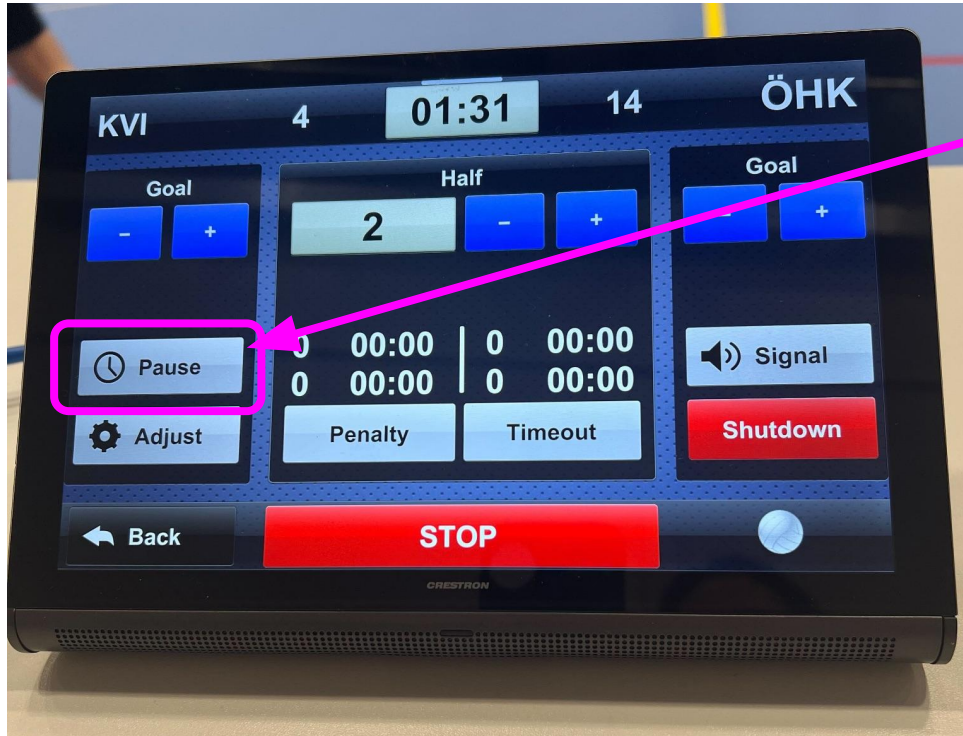 KVI 4 01:31 14 ÖHK
Goal Half Goal
- + 2 - + - +
0 00:00 0 00:00
Pause Signal
0 00:00 0 00:00
Adjust Penalty Timeout Shutdown
Back STOP
CRESTRON